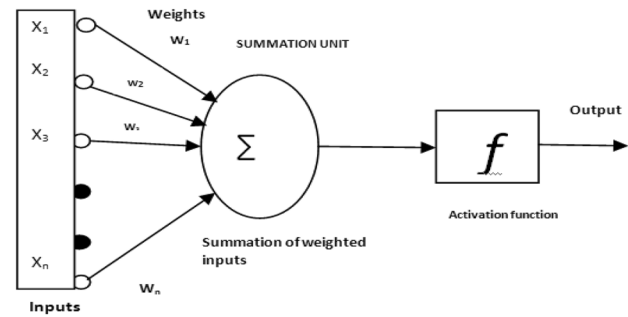 Weights
X₁
W₁
SUMMATION UNIT
X₂
w₂
Output
X₃
Σ
f
Activation function
Summation of weighted
inputs
Xₙ
Wₙ
Inputs